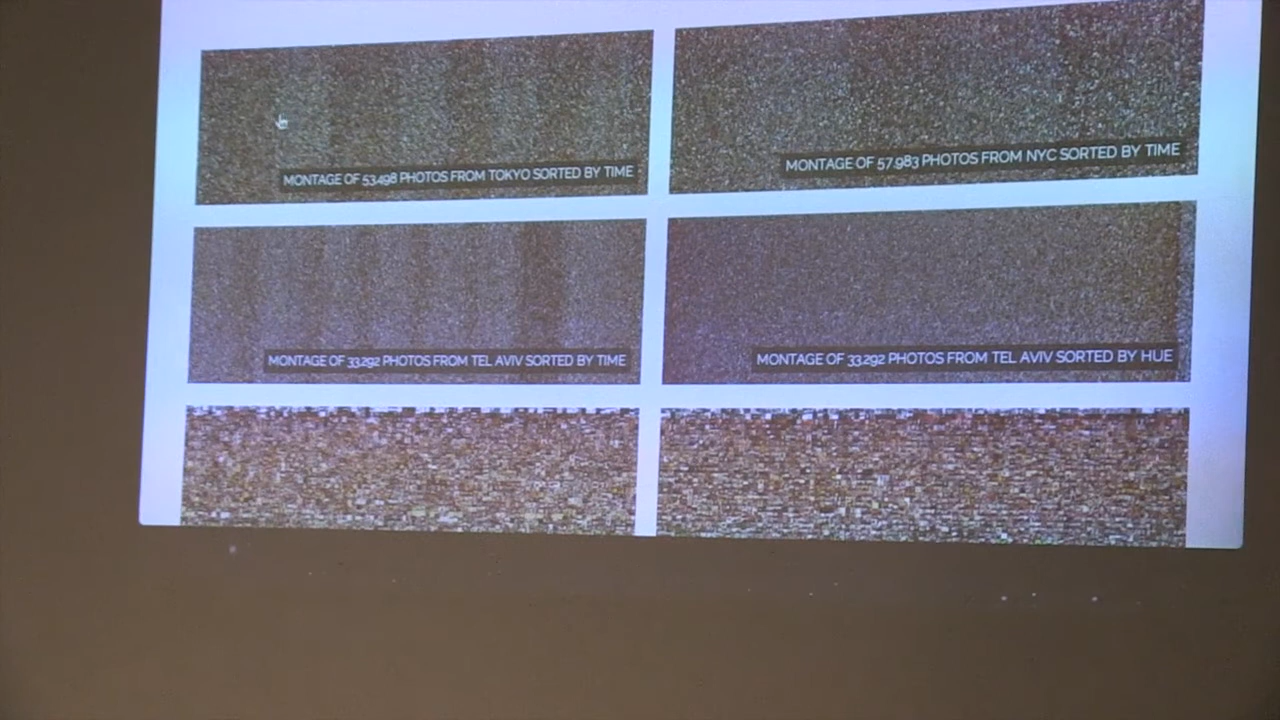 MONTAGE OF 53,498 PHOTOS FROM TOKYO SORTED BY TIME
MONTAGE OF 57,983 PHOTOS FROM NYC SORTED BY TIME
MONTAGE OF 33,292 PHOTOS FROM TEL AVIV SORTED BY TIME
MONTAGE OF 33,292 PHOTOS FROM TEL AVIV SORTED BY HUE